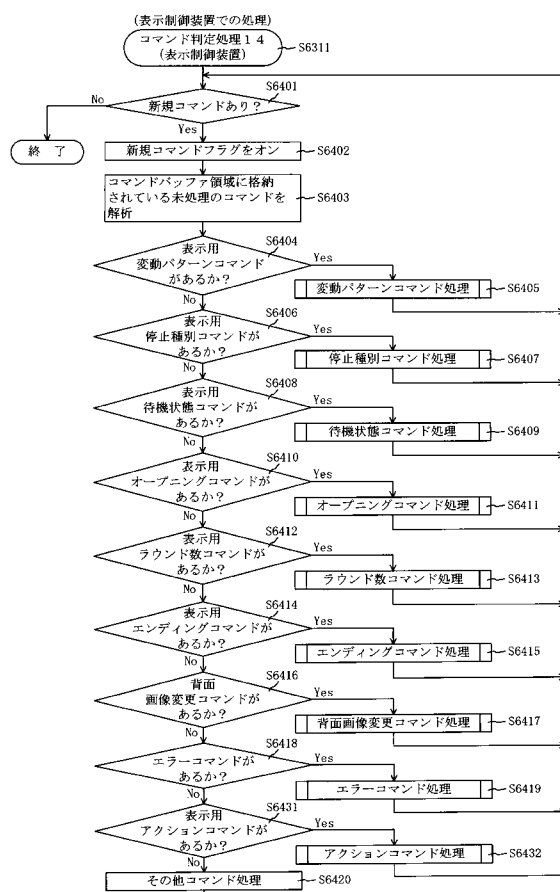 (表示制御装置での処理)
コマンド判定処理14
(表示制御装置)
S6311
S6401
No
新規コマンドあり?
Yes
終 了
新規コマンドフラグをオン
S6402
コマンドバッファ領域に格納
されている未処理のコマンドを
解析
S6403
S6404
表示用
変動パターンコマンド
があるか?
Yes
変動パターンコマンド処理
S6405
No
S6406
表示用
停止種別コマンドが
あるか?
Yes
停止種別コマンド処理
S6407
No
S6408
表示用
待機状態コマンドが
あるか?
Yes
待機状態コマンド処理
S6409
No
S6410
表示用
オープニングコマンドが
あるか?
Yes
オープニングコマンド処理
S6411
No
S6412
表示用
ラウンド数コマンドが
あるか?
Yes
ラウンド数コマンド処理
S6413
No
S6414
表示用
エンディングコマンドが
あるか?
Yes
エンディングコマンド処理
S6415
No
S6416
背面
画像変更コマンドが
あるか?
Yes
背面画像変更コマンド処理
S6417
No
S6418
エラーコマンドが
あるか?
Yes
エラーコマンド処理
S6419
No
S6431
表示用
アクションコマンドが
あるか?
Yes
アクションコマンド処理
S6432
No
その他コマンド処理
S6420